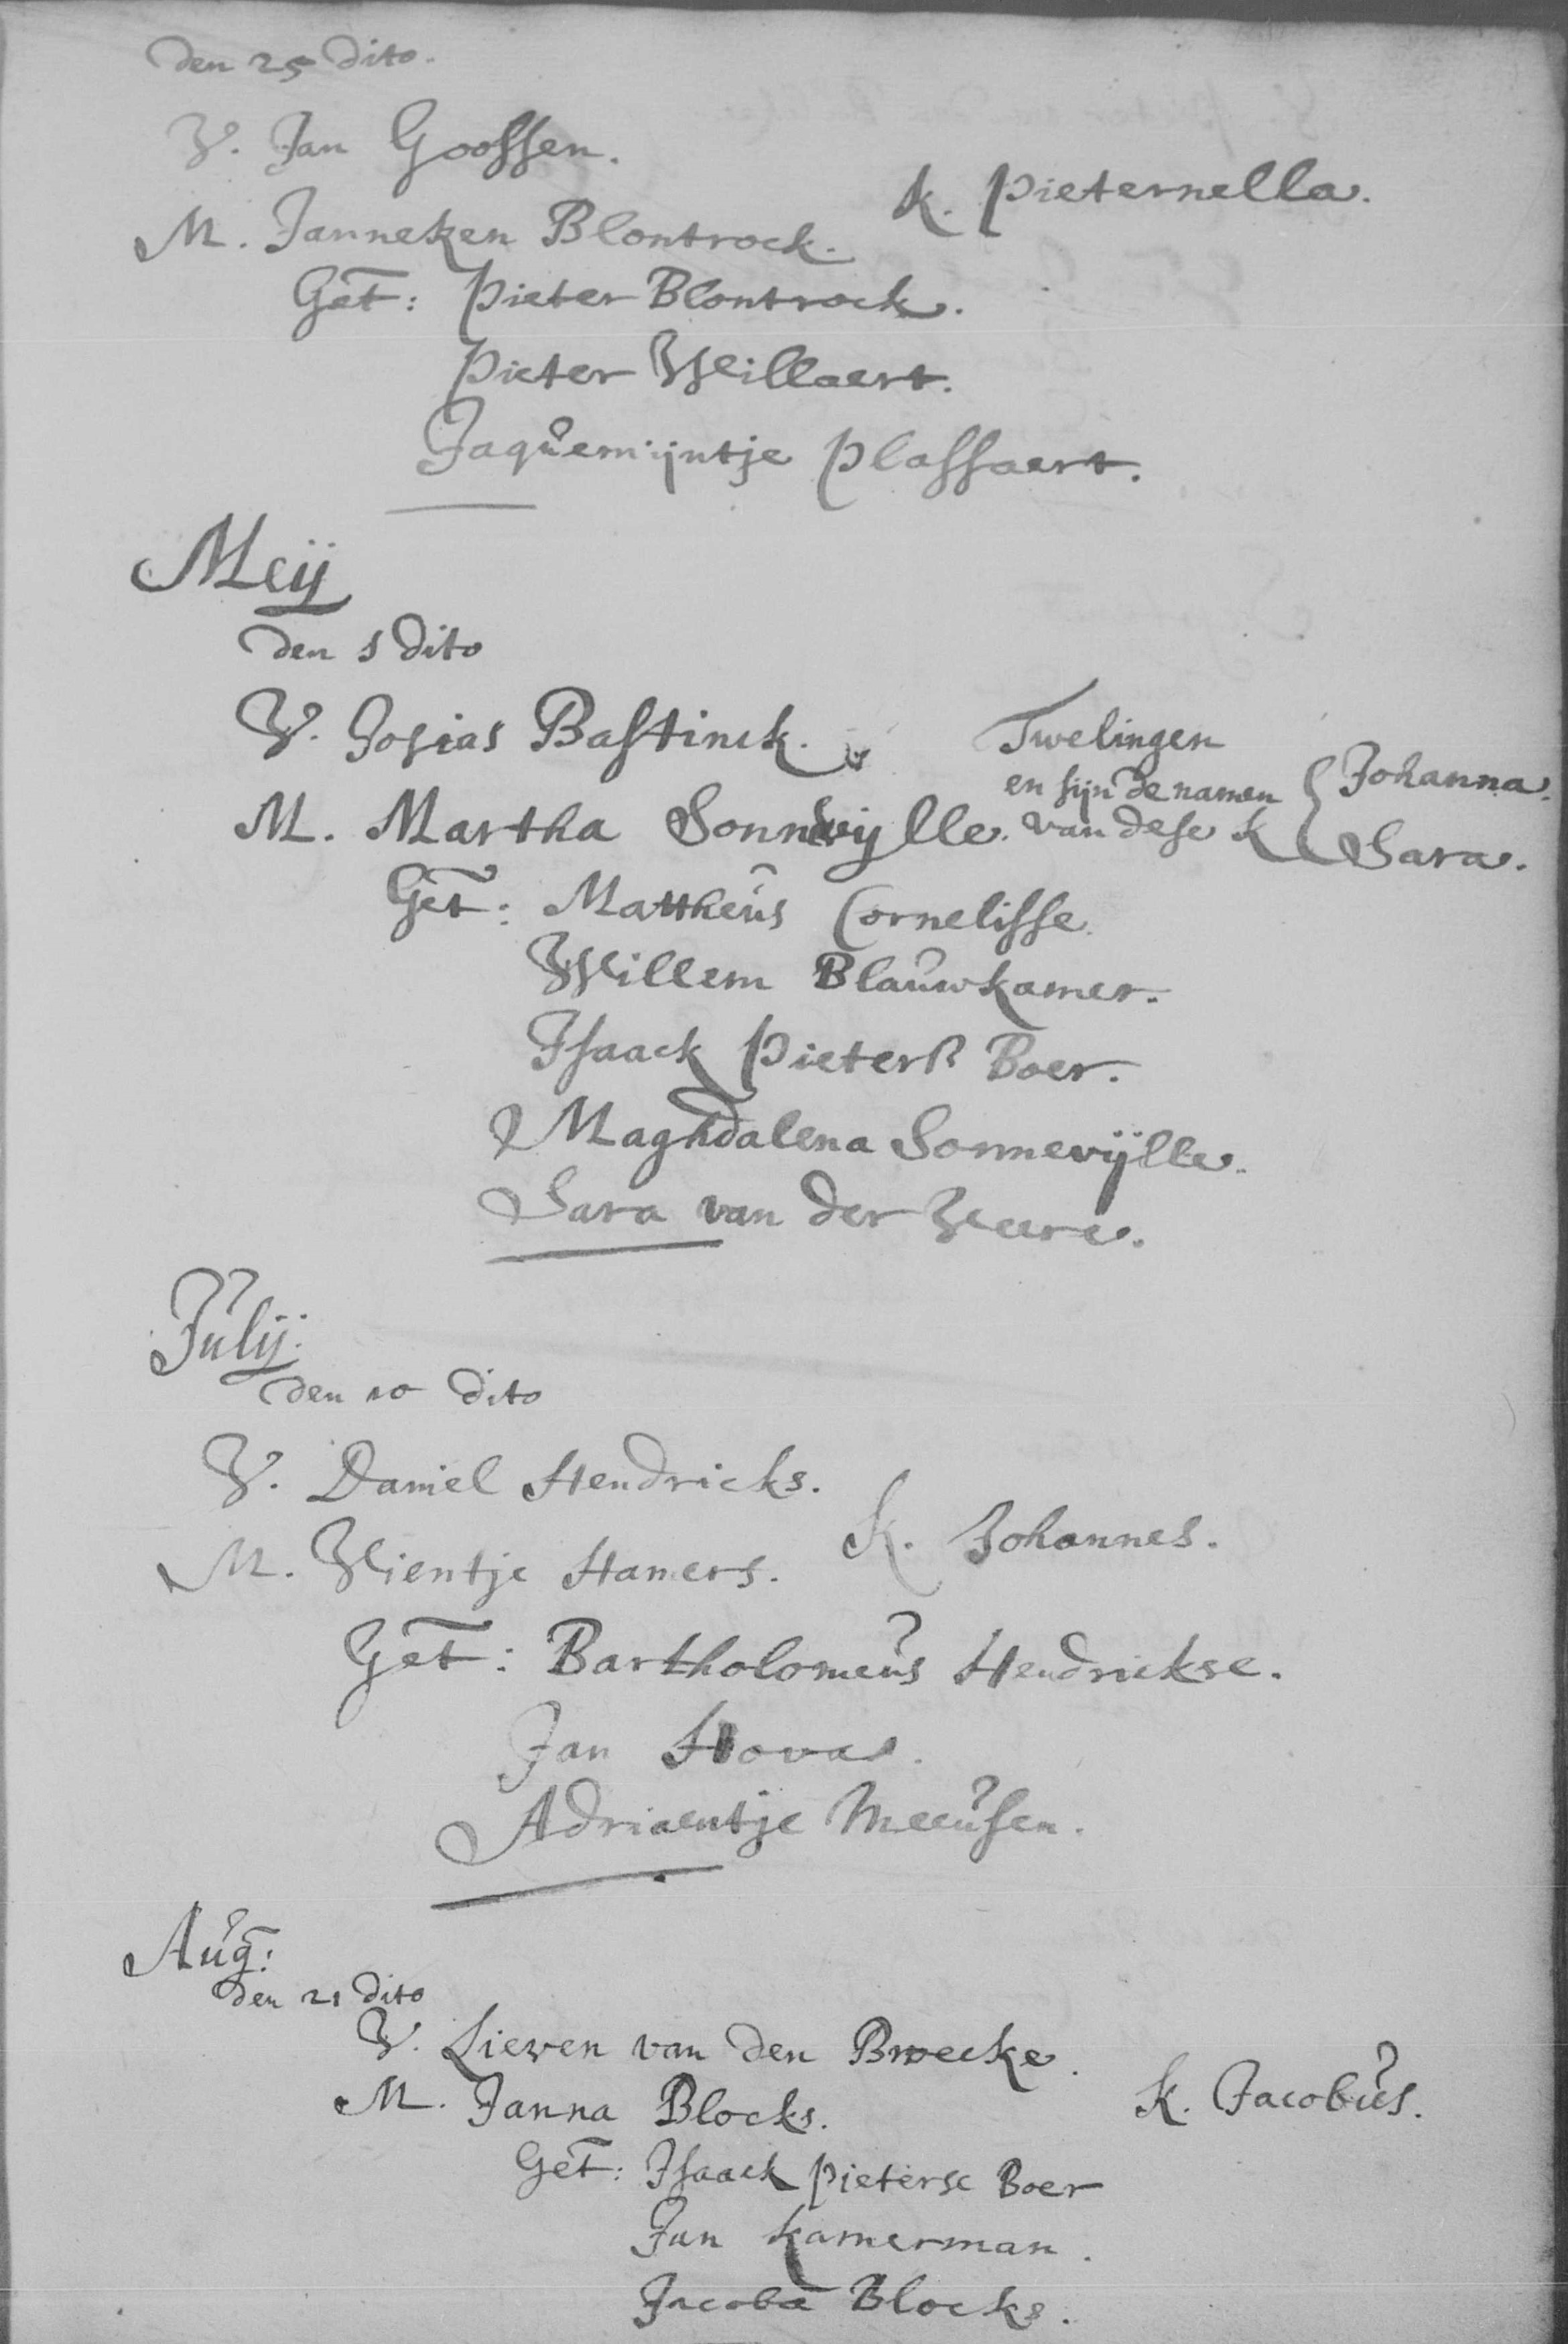 den 25 dito.
V. Jan Goossen.
K. Pieternella.
M. Janneken Blontrock.
Get: Pieter Blontrock.
Pieter Willaert.
Jaquemijntje Plassaert.
Meij
den 1 dito
V. Josias Bastinck.
Twelingen
en sijn de namen
van dese K
Johanna.
Sara.
M. Martha Sonnevijlle.
Get: Mattheus Cornelisse.
Willem Blauwkamer.
Isaack Pieterß Boer.
Maghdalena Sonnevijlle.
Sara van der Weere.
Julij.
den 10 dito
V. Daniel Hendricks.
K. Johannes.
M. Wientje Hamers.
Get: Bartholomeus Hendrickse.
Jan Hovas.
Adriaentje Meeusen.
Aug:
den 21 dito
V. Lieven van den Broecke.
M. Janna Blocks.
K. Jacobus.
Get: Isaack Pieterse Boer
Jan Kamerman.
Jacoba Blocks.